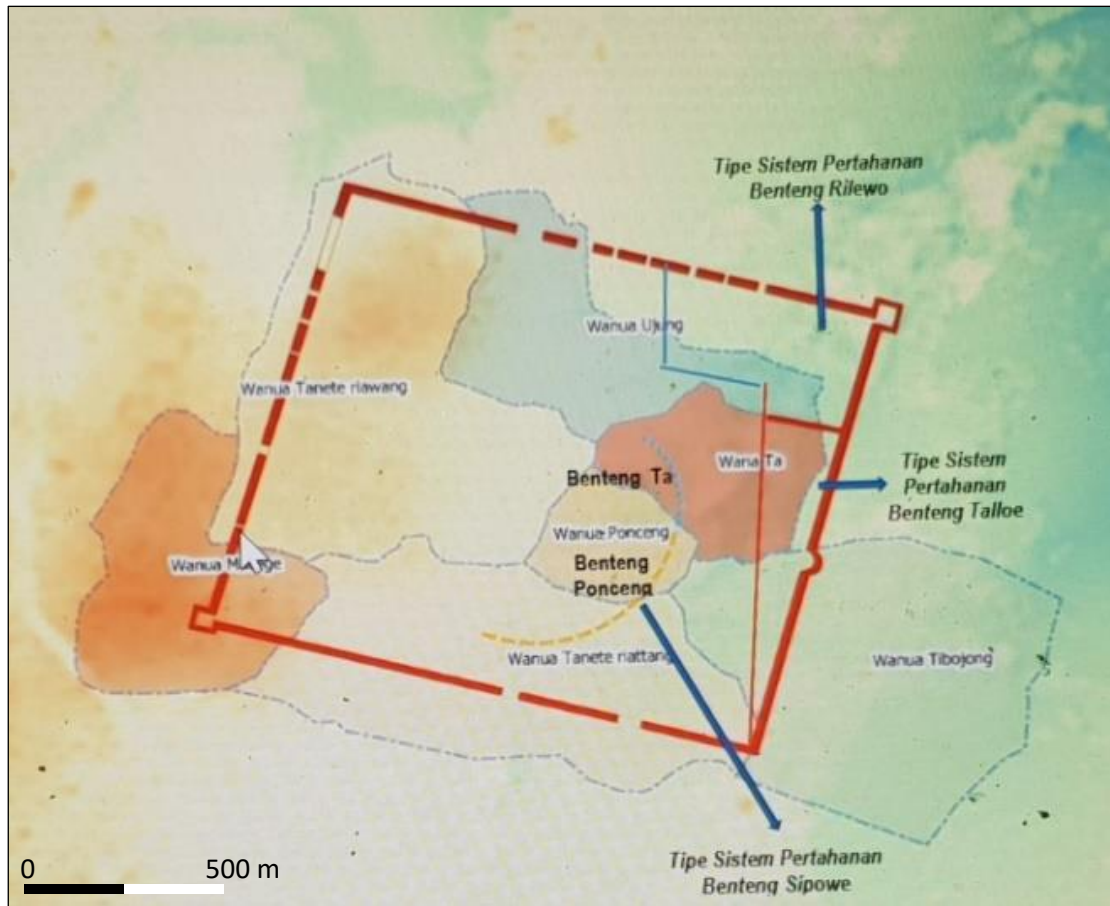 Tipe Sistem Pertahanan
Benteng Rilewo
Wanua Ujung
Wanua Tanete riawang
Wana Ta
Benteng Ta
Tipe Sistem
Pertahanan
Benteng Talloe
Wanua Ponceng
Benteng
Ponceng
Wanua
Wanua Tanete riattang
Wanua Tibojong
Tipe Sistem Pertahanan
Benteng Sipowe
0 500 m